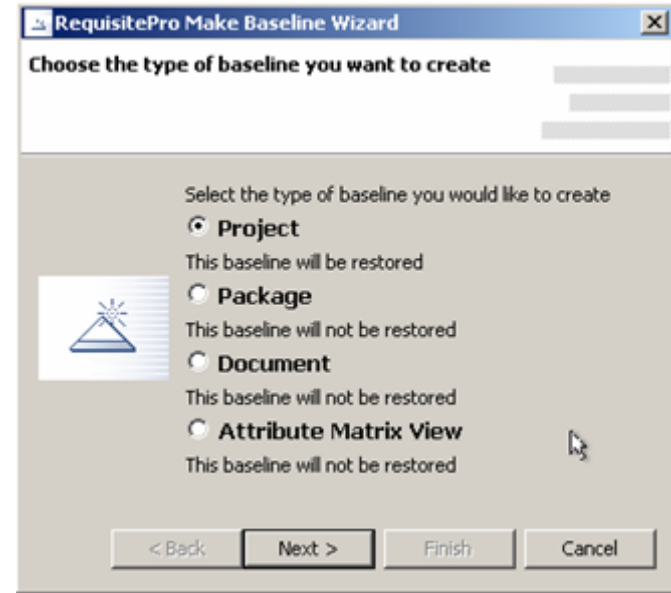 RequisitePro Make Baseline Wizard
Choose the type of baseline you want to create
Select the type of baseline you would like to create
Project
This baseline will be restored
Package
This baseline will not be restored
Document
This baseline will not be restored
Attribute Matrix View
This baseline will not be restored
< Back Next > Finish Cancel